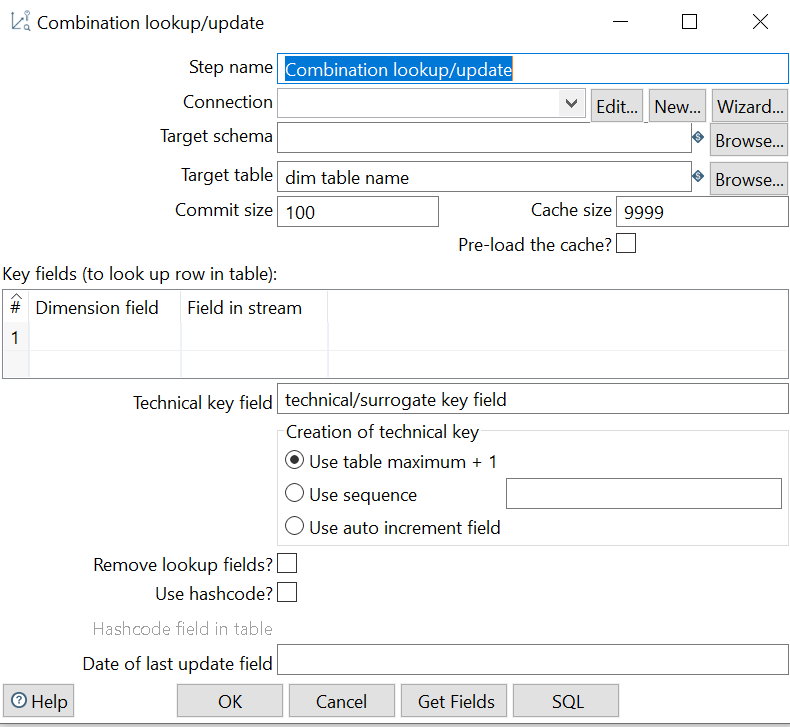 Combination lookup/update
Step name Combination lookup/update
Connection Edit... New... Wizard...
Target schema Browse...
Target table dim table name Browse...
Commit size 100 Cache size 9999
Pre-load the cache?
Key fields (to look up row in table):
# Dimension field Field in stream
1
Technical key field technical/surrogate key field
Creation of technical key
Use table maximum + 1
Use sequence
Use auto increment field
Remove lookup fields?
Use hashcode?
Hashcode field in table
Date of last update field
Help OK Cancel Get Fields SQL